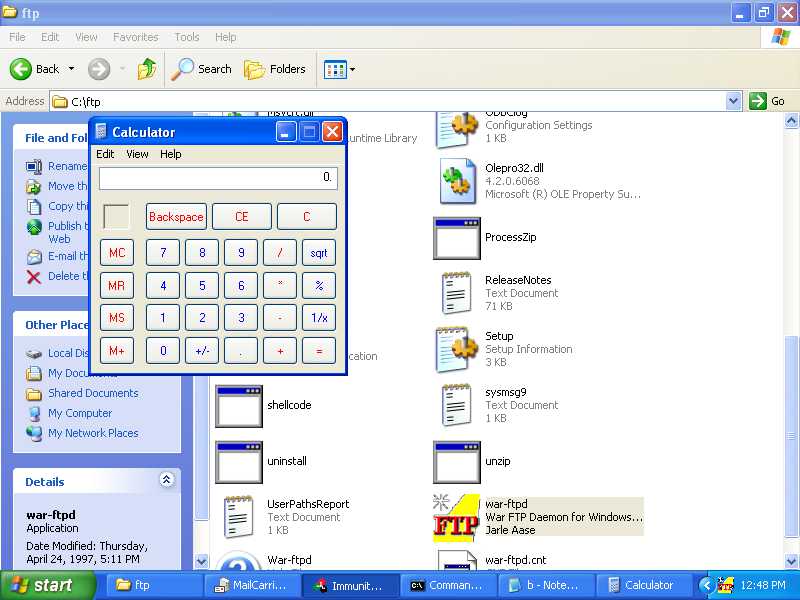 ftp
File Edit View Favorites Tools Help
Back Search Folders
Address C:\ftp Go
File and Fol
Rename
Move th
Copy thi
Publish t
Web
E-mail th
Delete t
Other Place
Local Dis
My Docum
Shared Documents
My Computer
My Network Places
Details
war-ftpd
Application
Date Modified: Thursday,
April 24, 1997, 5:11 PM
Calculator
Edit View Help
0.
Backspace CE C
MC 7 8 9 / sqrt
MR 4 5 6 * %
MS 1 2 3 - 1/x
M+ 0 +/- . + =
untime Library
cation
shellcode
uninstall
UserPathsReport
Text Document
1 KB
War-ftpd
Configuration Settings
1 KB
Olepro32.dll
4.2.0.6068
Microsoft (R) OLE Property Su...
ProcessZip
ReleaseNotes
Text Document
71 KB
Setup
Setup Information
3 KB
sysmsg9
Text Document
1 KB
unzip
FTP
war-ftpd
War FTP Daemon for Windows...
Jarle Aase
war-ftpd.cnt
start ftp MailCarri... Immunit... Comman... b - Note... Calculator 12:48 PM